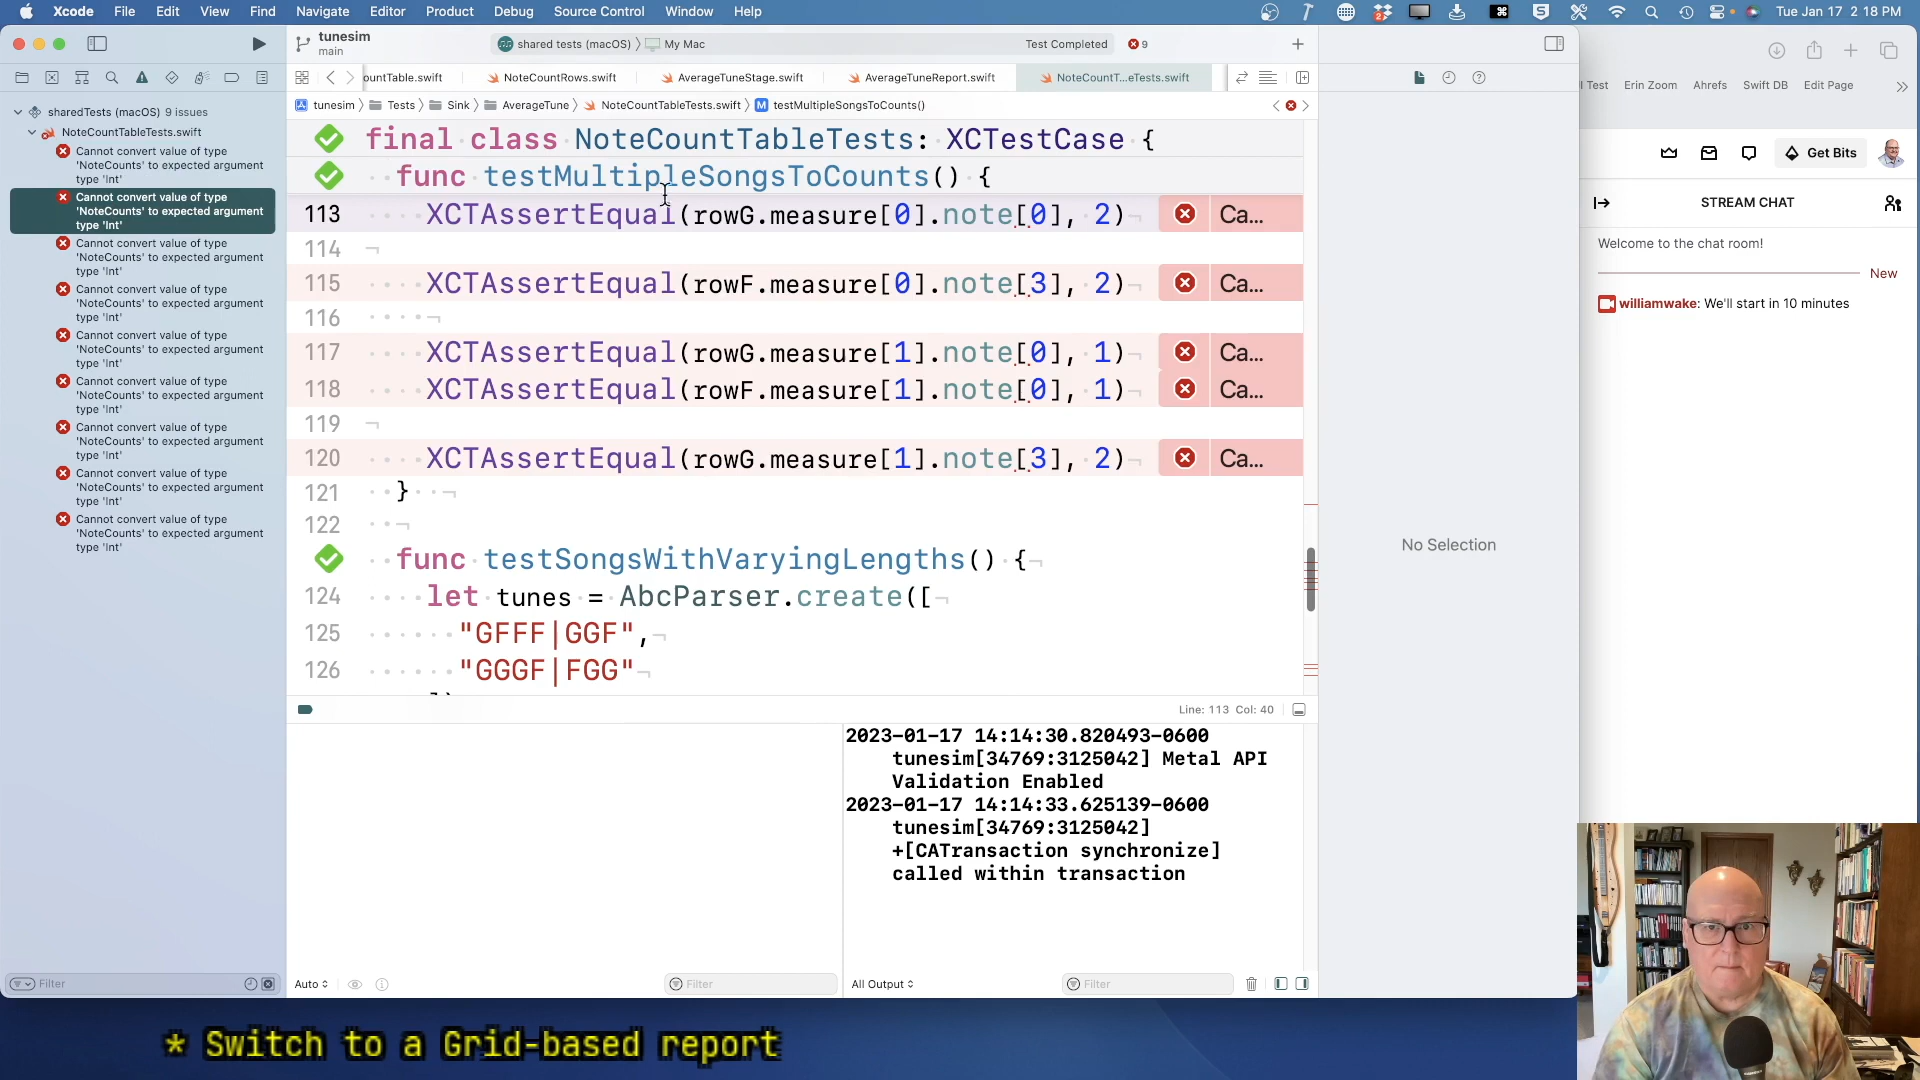 Xcode File Edit View Find Navigate Editor Product Debug Source Control Window Help
Tue Jan 17 2 18 PM
tunesim
main
shared tests (macOS) 〉 My Mac
Test Completed
9
ountTable.swift
NoteCountRows.swift
AverageTuneStage.swift
AverageTuneReport.swift
NoteCountT...eTests.swift
tunesim 〉 Tests 〉 Sink 〉 AverageTune 〉 NoteCountTableTests.swift 〉 M testMultipleSongsToCounts()
sharedTests (macOS) 9 issues
NoteCountTableTests.swift
Cannot convert value of type
'NoteCounts' to expected argument
type 'Int'
Cannot convert value of type
'NoteCounts' to expected argument
type 'Int'
Cannot convert value of type
'NoteCounts' to expected argument
type 'Int'
Cannot convert value of type
'NoteCounts' to expected argument
type 'Int'
Cannot convert value of type
'NoteCounts' to expected argument
type 'Int'
Cannot convert value of type
'NoteCounts' to expected argument
type 'Int'
Cannot convert value of type
'NoteCounts' to expected argument
type 'Int'
Cannot convert value of type
'NoteCounts' to expected argument
type 'Int'
Cannot convert value of type
'NoteCounts' to expected argument
type 'Int'
Filter
final class NoteCountTableTests: XCTestCase {
func testMultipleSongsToCounts() {
113 XCTAssertEqual(rowG.measure[0].note[0], 2) Ca...
114
115 XCTAssertEqual(rowF.measure[0].note[3], 2) Ca...
116
117 XCTAssertEqual(rowG.measure[1].note[0], 1) Ca...
118 XCTAssertEqual(rowF.measure[1].note[0], 1) Ca...
119
120 XCTAssertEqual(rowG.measure[1].note[3], 2) Ca...
121 }
122
func testSongsWithVaryingLengths() {
124 let tunes = AbcParser.create([
125 "GFFF|GGF",
126 "GGGF|FGG"
Line: 113 Col: 40
2023-01-17 14:14:30.820493-0600
tunesim[34769:3125042] Metal API
Validation Enabled
2023-01-17 14:14:33.625139-0600
tunesim[34769:3125042]
+[CATransaction synchronize]
called within transaction
Auto
Filter
All Output
Filter
No Selection
l Test Erin Zoom Ahrefs Swift DB Edit Page
Get Bits
STREAM CHAT
Welcome to the chat room!
New
williamwake: We'll start in 10 minutes
* Switch to a Grid-based report